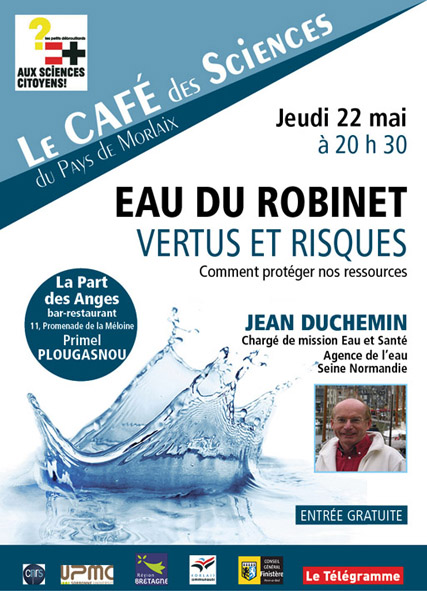 les petits débrouillards
AUX SCIENCES
CITOYENS!
LE CAFÉ des SCIENCES
du PAYS DE MORLAIX
Jeudi 22 mai
à 20 h 30
EAU DU ROBINET
VERTUS ET RISQUES
Comment protéger nos ressources
La Part
des Anges
bar-restaurant
11, Promenade de la Méloine
Primel
PLOUGASNOU
JEAN DUCHEMIN
Chargé de mission Eau et Santé
Agence de l'eau
Seine Normandie
ENTRÉE GRATUITE
cnrs
UPMC
Région
BRETAGNE
MORLAIX
COMMUNAUTÉ
CONSEIL
GÉNÉRAL
Finistère
Le Télégramme